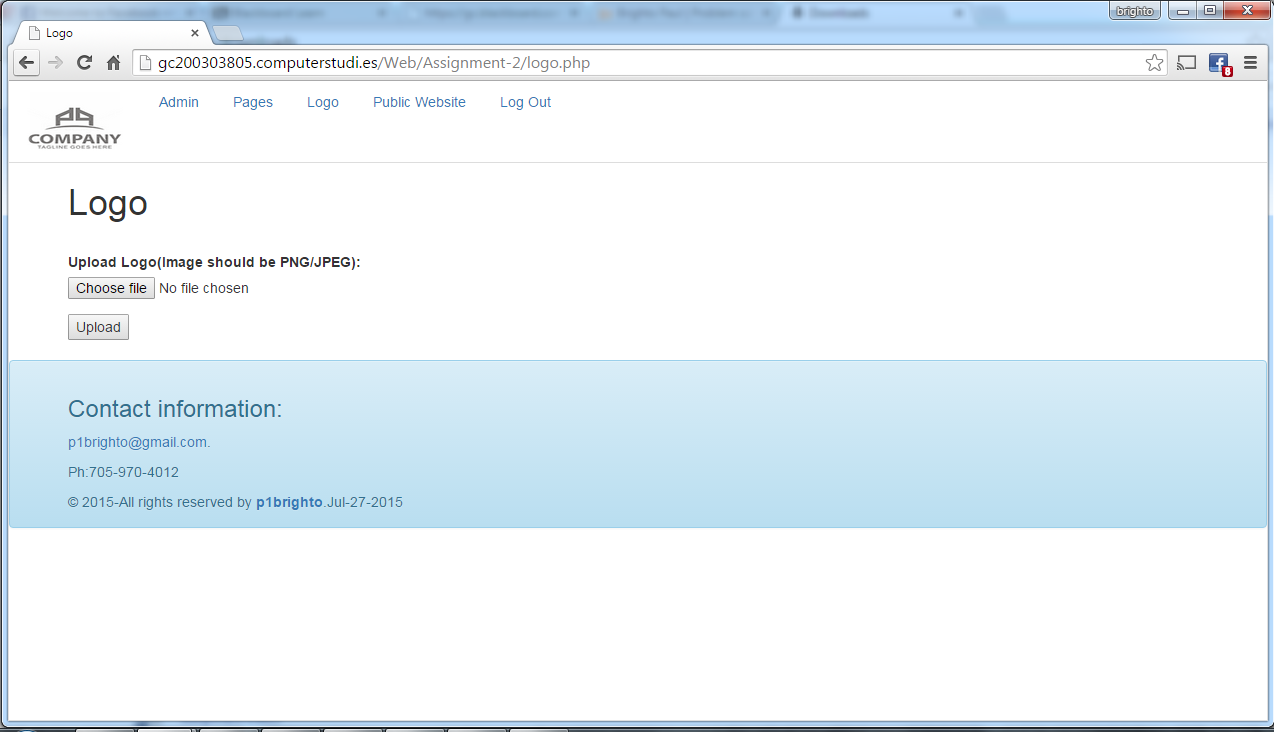 brighto
Logo
gc200303805.computerstudi.es/Web/Assignment-2/logo.php
8
Admin Pages Logo Public Website Log Out
COMPANY
TAGLINE GOES HERE
Logo
Upload Logo(Image should be PNG/JPEG):
Choose file No file chosen
Upload
Contact information:
p1brighto@gmail.com.
Ph:705-970-4012
© 2015-All rights reserved by p1brighto.Jul-27-2015